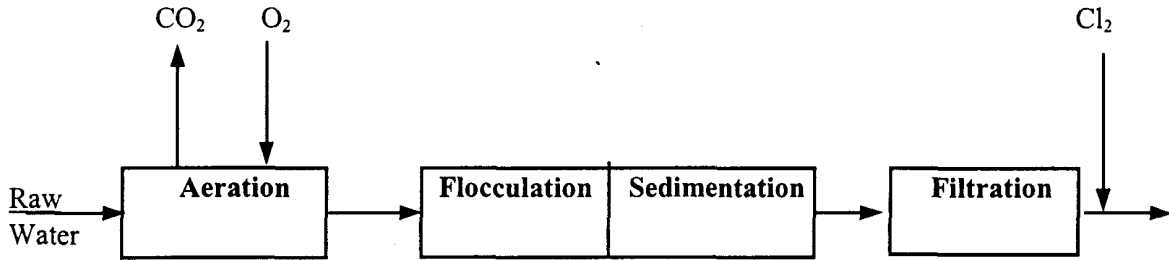 CO₂ O₂ Cl₂
Aeration Flocculation Sedimentation Filtration
Raw
Water